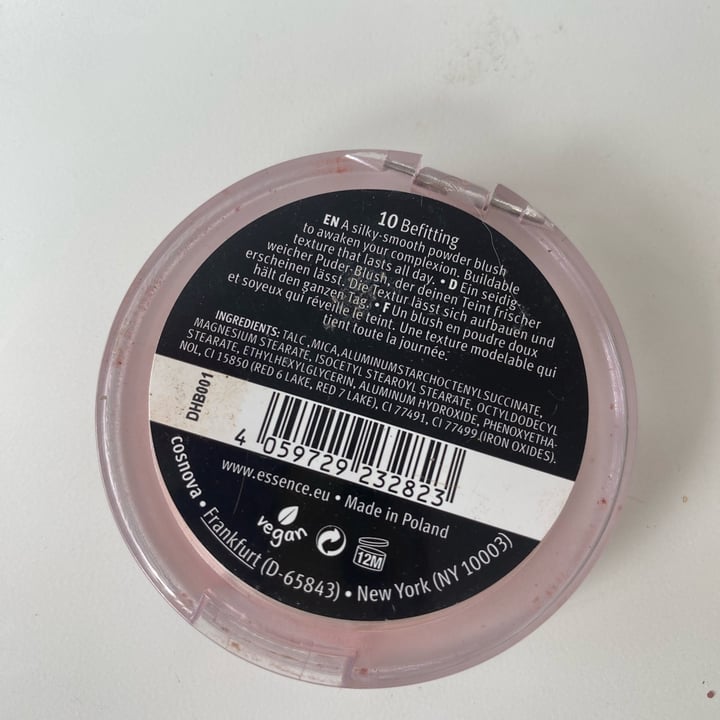 10 Befitting
EN A silky-smooth powder blush
to awaken your complexion. Buildable
texture that lasts all day. • D Ein seidig-
weicher Puder-Blush, der deinen Teint frischer
erscheinen lässt. Die Textur lässt sich aufbauen und
hält den ganzen Tag. • F Un blush en poudre doux
et soyeux qui réveille le teint. Une texture modelable qui
tient toute la journée.
INGREDIENTS: TALC ,MICA,ALUMINUMSTARCHOCTENYLSUCCINATE,
MAGNESIUM STEARATE, ISOCETYL STEAROYL STEARATE, OCTYLDODECYL
STEARATE, ETHYLHEXYLGLYCERIN, ALUMINUM HYDROXIDE, PHENOXYETHA-
NOL, CI 15850 (RED 6 LAKE, RED 7 LAKE), CI 77491, CI 77499 (IRON OXIDES).
DHB001
4 059729 232823
www.essence.eu • Made in Poland
vegan
12M
cosnova • Frankfurt (D-65843) • New York (NY 10003)